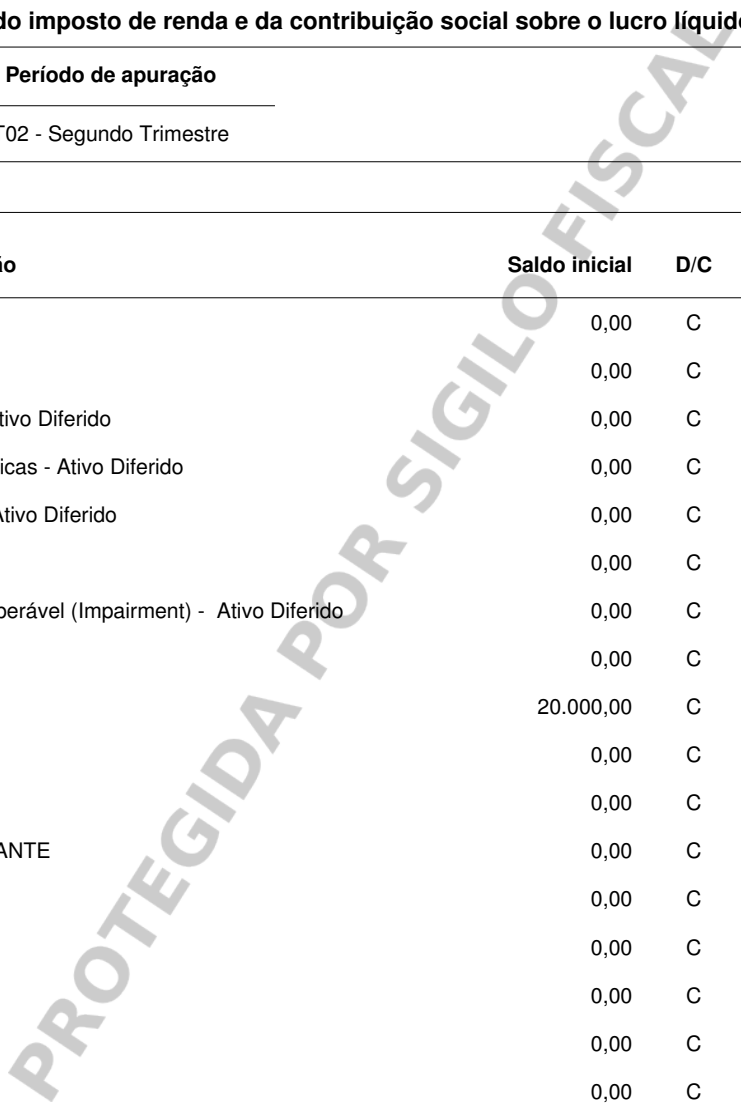 do imposto de renda e da contribuição social sobre o lucro líquido
Período de apuração
T02 - Segundo Trimestre
ão Saldo inicial D/C
0,00 C
0,00 C
tivo Diferido 0,00 C
icas - Ativo Diferido 0,00 C
Ativo Diferido 0,00 C
0,00 C
perável (Impairment) - Ativo Diferido 0,00 C
0,00 C
20.000,00 C
0,00 C
0,00 C
ANTE 0,00 C
0,00 C
0,00 C
0,00 C
0,00 C
0,00 C
PROTEGIDA POR SIGILO FISCAL